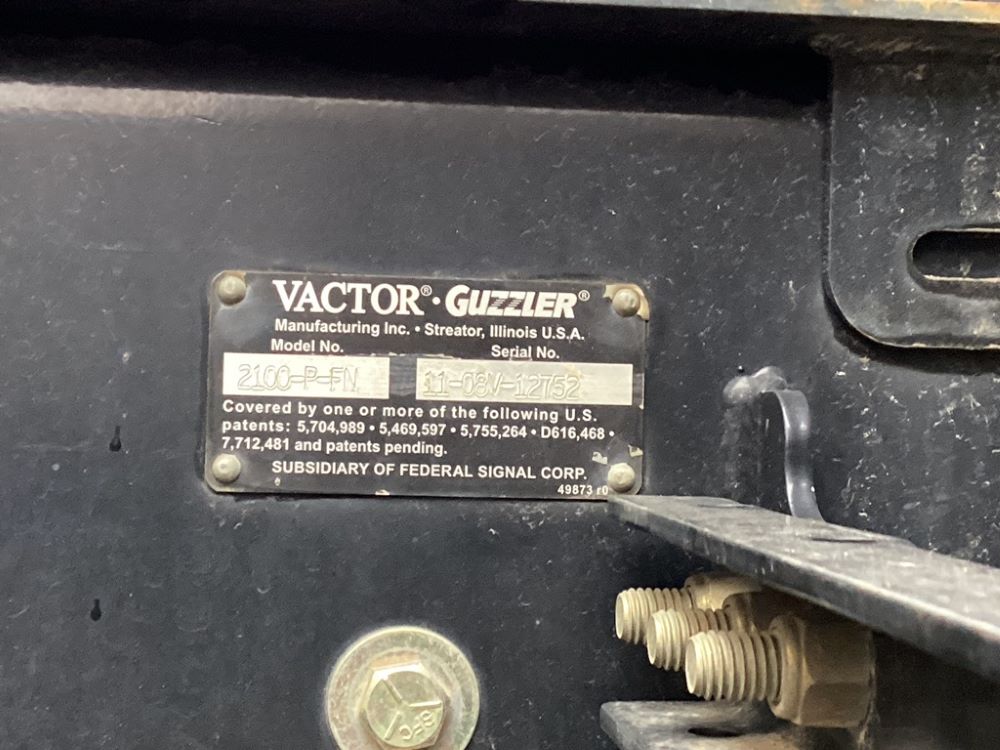 VACTOR® · GUZZLER®
Manufacturing Inc. • Streator, Illinois U.S.A.
Model No. Serial No.
2100-P-FN 11-08V-12752
Covered by one or more of the following U.S.
patents: 5,704,989 • 5,469,597 • 5,755,264 • D616,468 •
7,712,481 and patents pending.
SUBSIDIARY OF FEDERAL SIGNAL CORP.
49873 r0